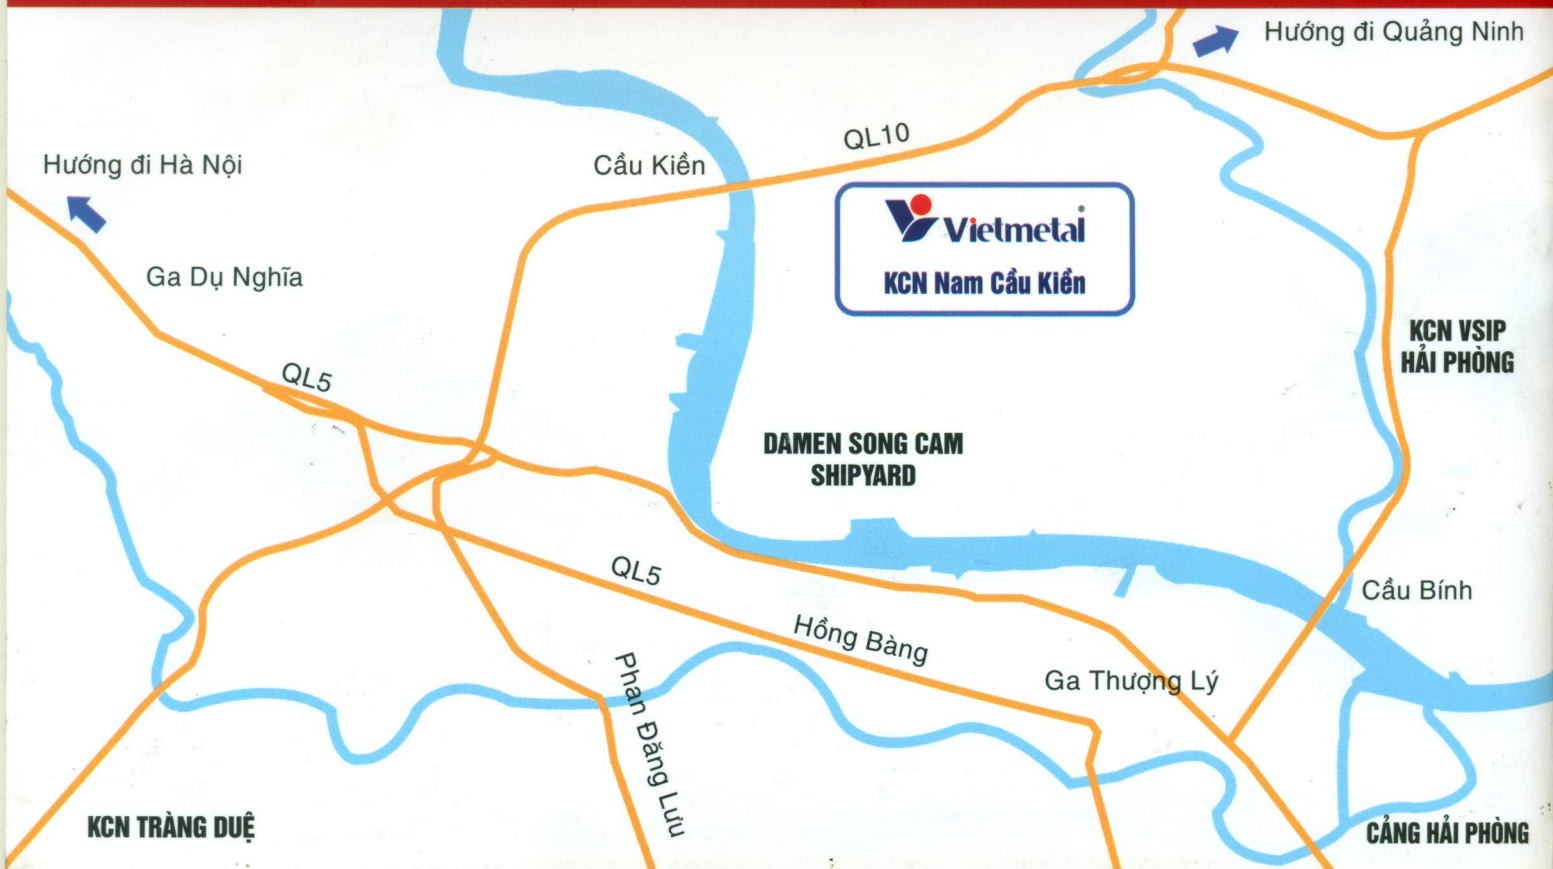 Hướng đi Quảng Ninh
QL10
Hướng đi Hà Nội
Cầu Kiền
Vietmetal®
KCN Nam Cầu Kiền
Ga Dụ Nghĩa
KCN VSIP
HẢI PHÒNG
QL5
DAMEN SONG CAM
SHIPYARD
QL5
Cầu Bính
Hồng Bàng
Ga Thượng Lý
Phan Đăng Lưu
KCN TRÀNG DUỆ
CẢNG HẢI PHÒNG